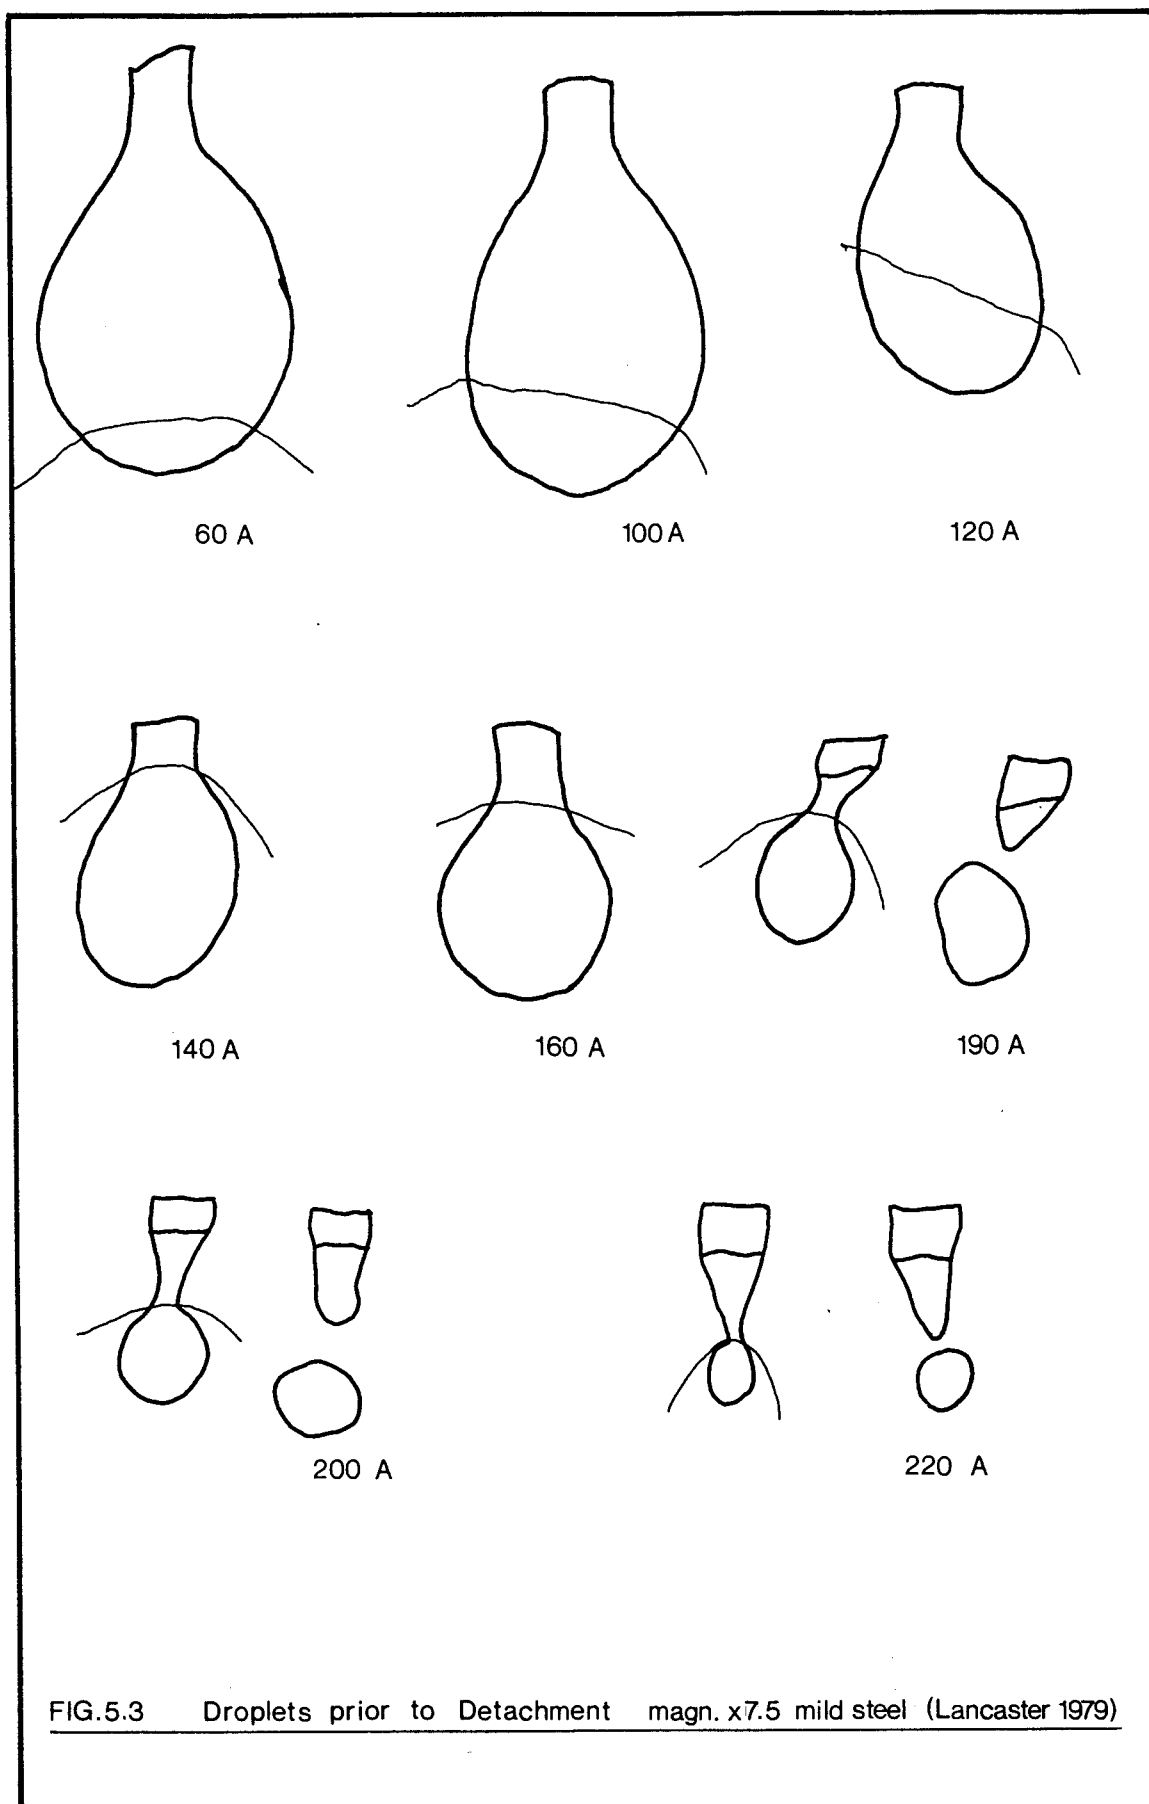 60 A
100 A
120 A
140 A
160 A
190 A
200 A
220 A
FIG.5.3 Droplets prior to Detachment magn. x7.5 mild steel (Lancaster 1979)